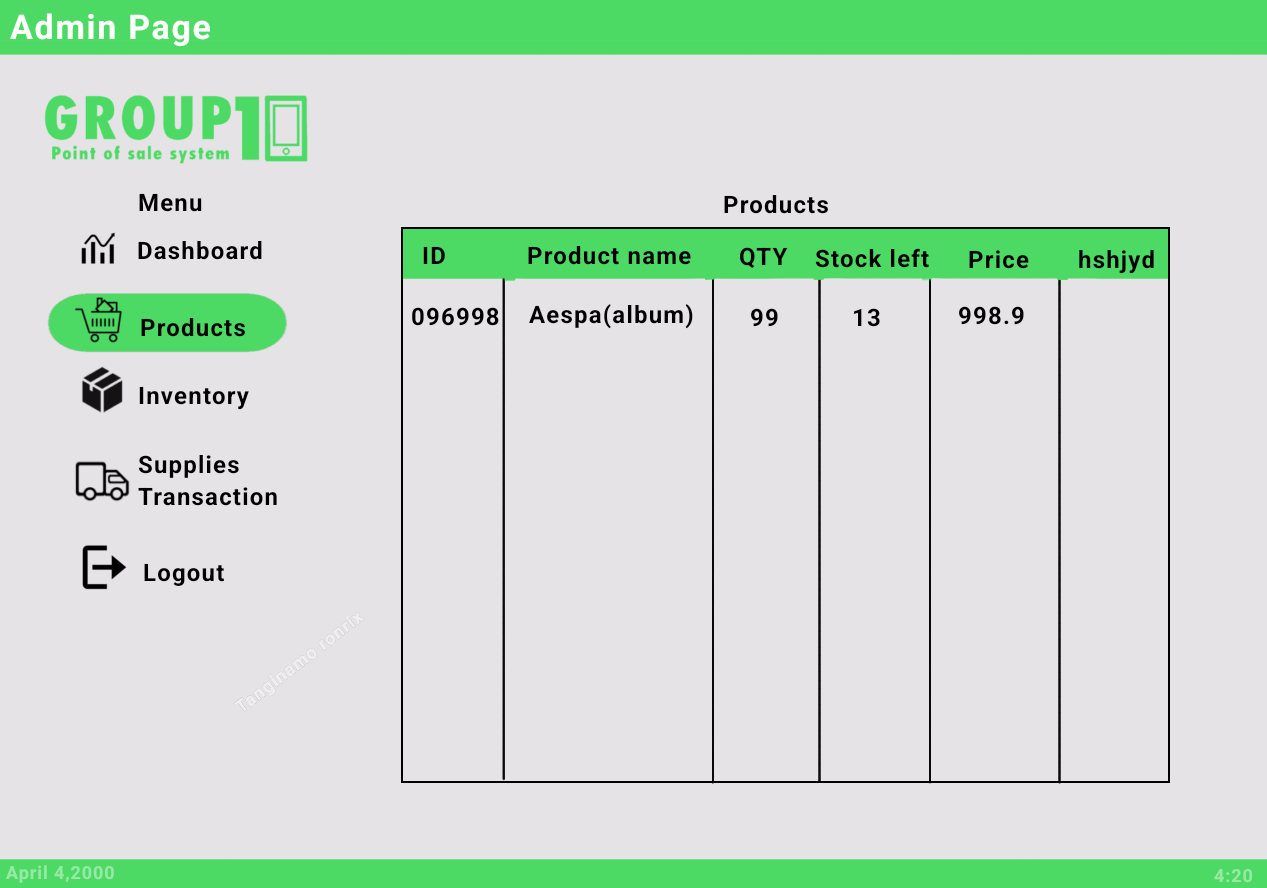 Admin Page
GROUP10
Point of sale system
Menu
Dashboard
Products
Inventory
Supplies
Transaction
Logout
Products
ID Product name QTY Stock left Price hshjyd
096998 Aespa(album) 99 13 998.9
Tanginamo ronrix
April 4,2000
4:20